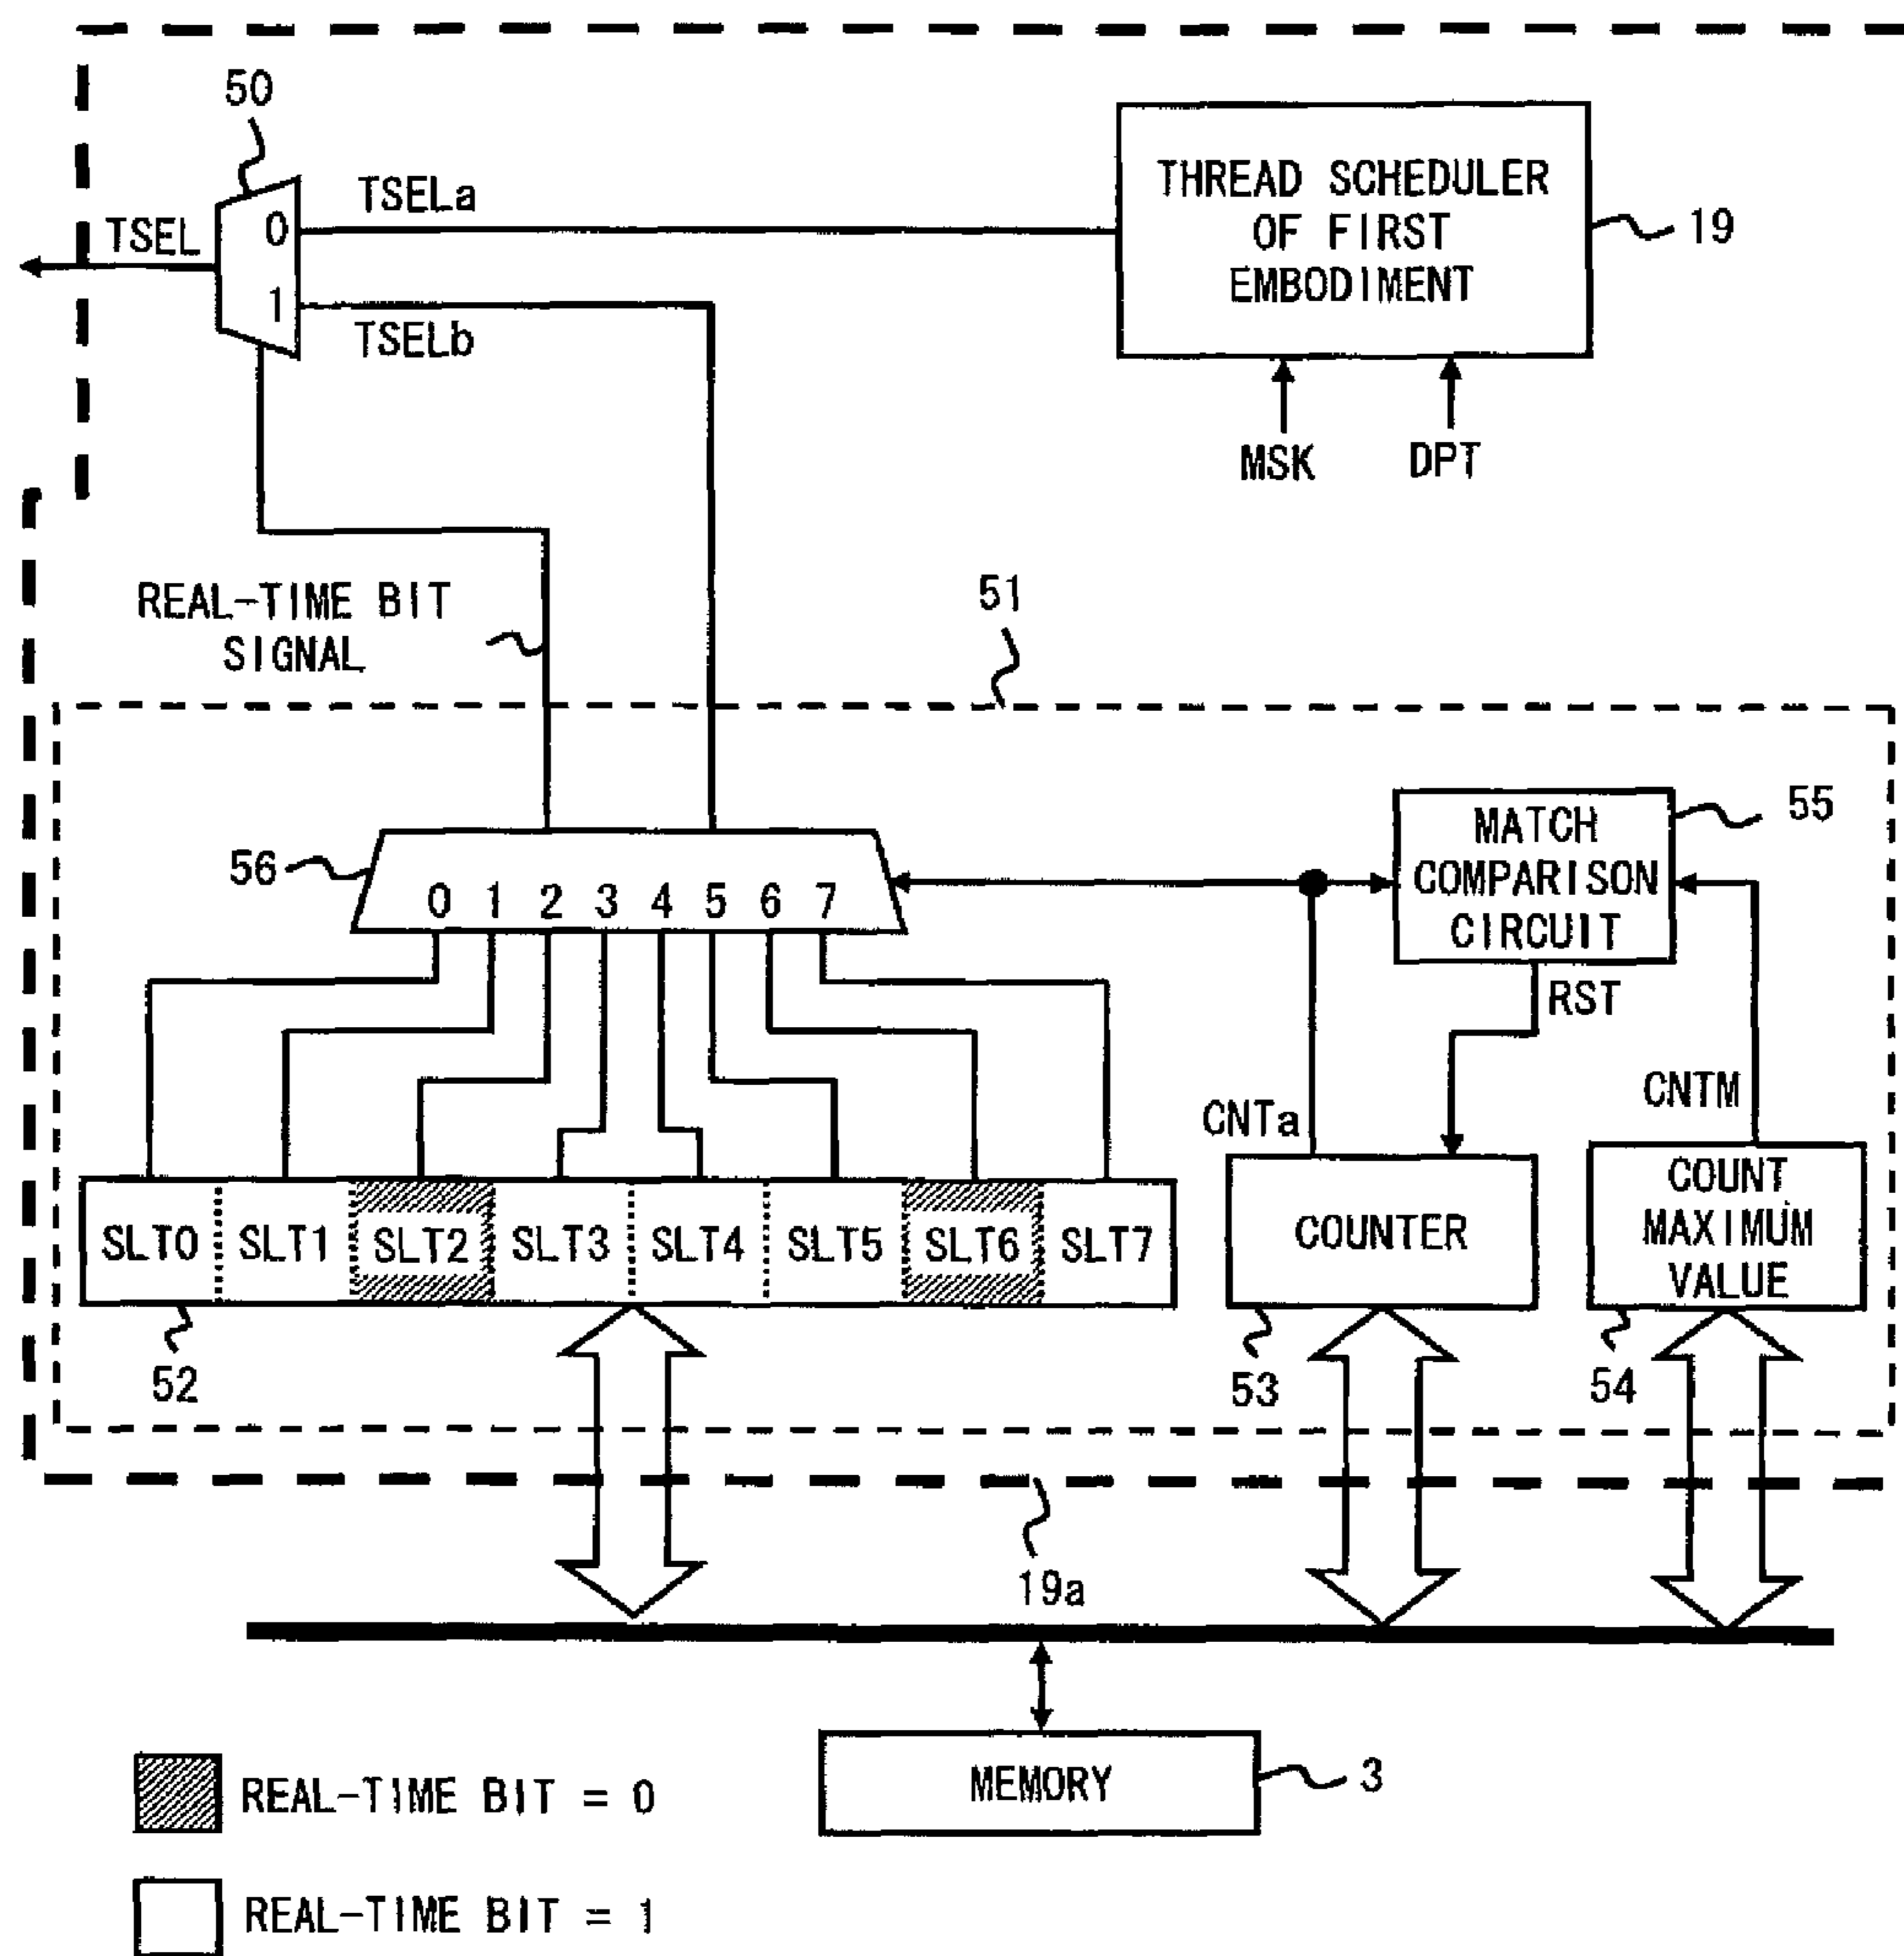 50
TSEL
0
1
TSELa
TSELb
THREAD SCHEDULER
OF FIRST
EMBODIMENT
19
MSK
DPT
REAL-TIME BIT
SIGNAL
51
56
0 1 2 3 4 5 6 7
MATCH
COMPARISON
CIRCUIT
55
RST
CNTa
CNTM
SLT0 SLT1 SLT2 SLT3 SLT4 SLT5 SLT6 SLT7
COUNTER
COUNT
MAXIMUM
VALUE
52
53
54
19a
MEMORY
3
REAL-TIME BIT = 0
REAL-TIME BIT = 1